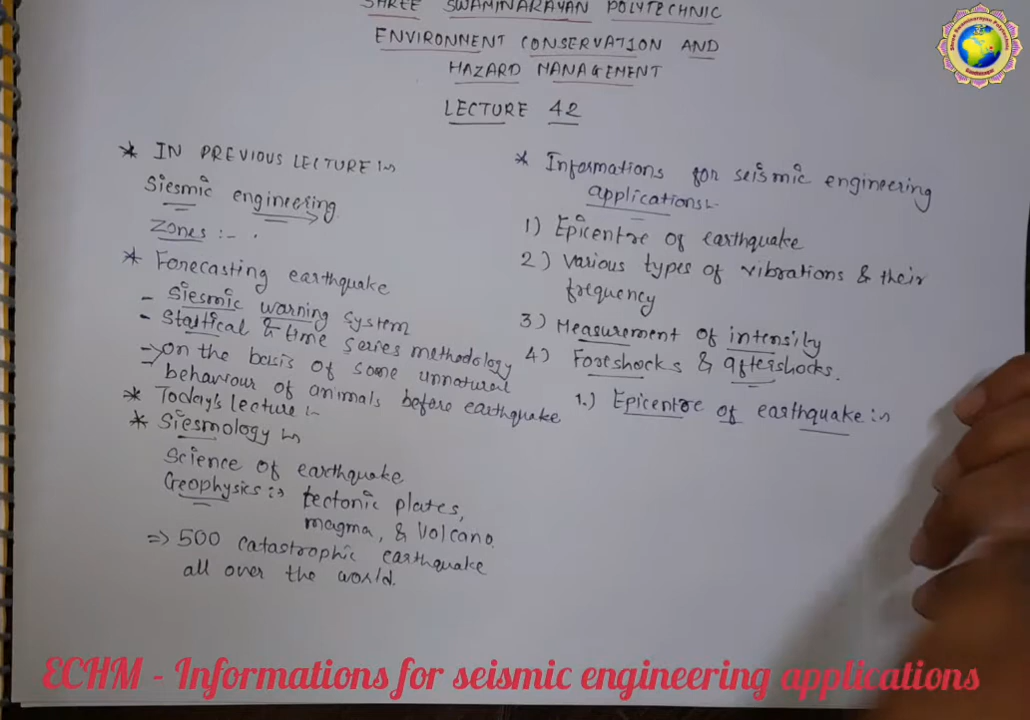 SHREE SWAMINARAYAN POLYTECHNIC
ENVIRONMENT CONSERVATION AND
HAZARD MANAGEMENT
LECTURE 42
* IN PREVIOUS LECTURE :-
Siesmic engineering
Zones :-
* Forecasting earthquake
- Siesmic warning system
- Stastical & time series methodology
=> On the basis of some unnatural
behaviour of animals before earthquake
* Today's lecture :-
* Siesmology :-
Science of earthquake
Geophysics :-> tectonic plates,
magma, & Volcano.
=> 500 catastrophic earthquake
all over the world.
* Informations for seismic engineering
applications :-
1) Epicentre of earthquake
2) Various types of vibrations & their
frequency
3) Measurement of intensity
4) Foreshocks & aftershocks.
1.) Epicentre of earthquake :-
ECHM - Informations for seismic engineering applications